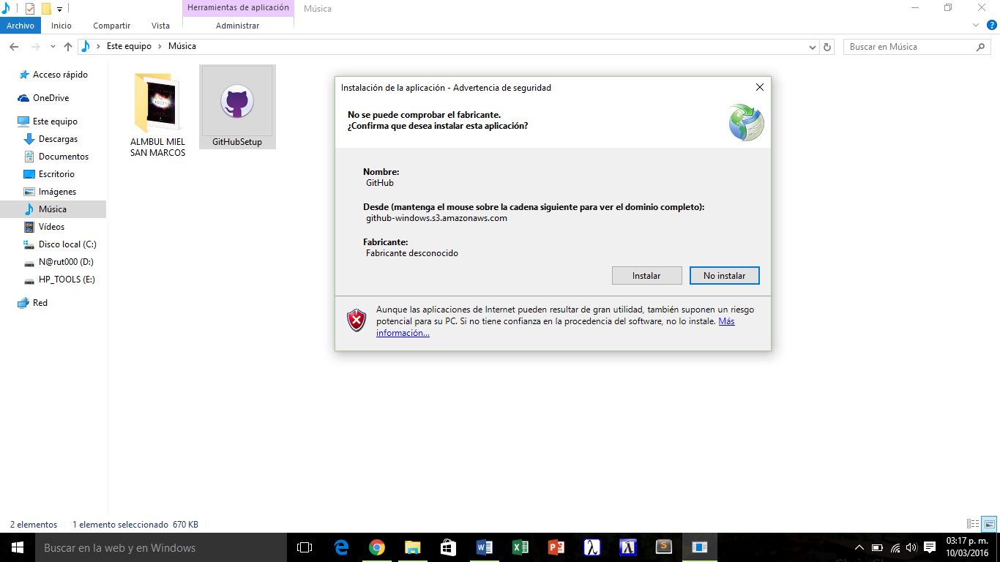 Herramientas de aplicación
Música
Archivo
Inicio
Compartir
Vista
Administrar
Este equipo
Música
Buscar en Música
Acceso rápido
OneDrive
Este equipo
Descargas
Documentos
Escritorio
Imágenes
Música
Vídeos
Disco local (C:)
N@rut000 (D:)
HP_TOOLS (E:)
Red
ALMBUL MIEL
SAN MARCOS
GitHubSetup
Instalación de la aplicación - Advertencia de seguridad
No se puede comprobar el fabricante.
¿Confirma que desea instalar esta aplicación?
Nombre:
GitHub
Desde (mantenga el mouse sobre la cadena siguiente para ver el dominio completo):
github-windows.s3.amazonaws.com
Fabricante:
Fabricante desconocido
Instalar
No instalar
Aunque las aplicaciones de Internet pueden resultar de gran utilidad, también suponen un riesgo
potencial para su PC. Si no tiene confianza en la procedencia del software, no lo instale. Más
información...
2 elementos
1 elemento seleccionado 670 KB
Buscar en la web y en Windows
03:17 p. m.
10/03/2016